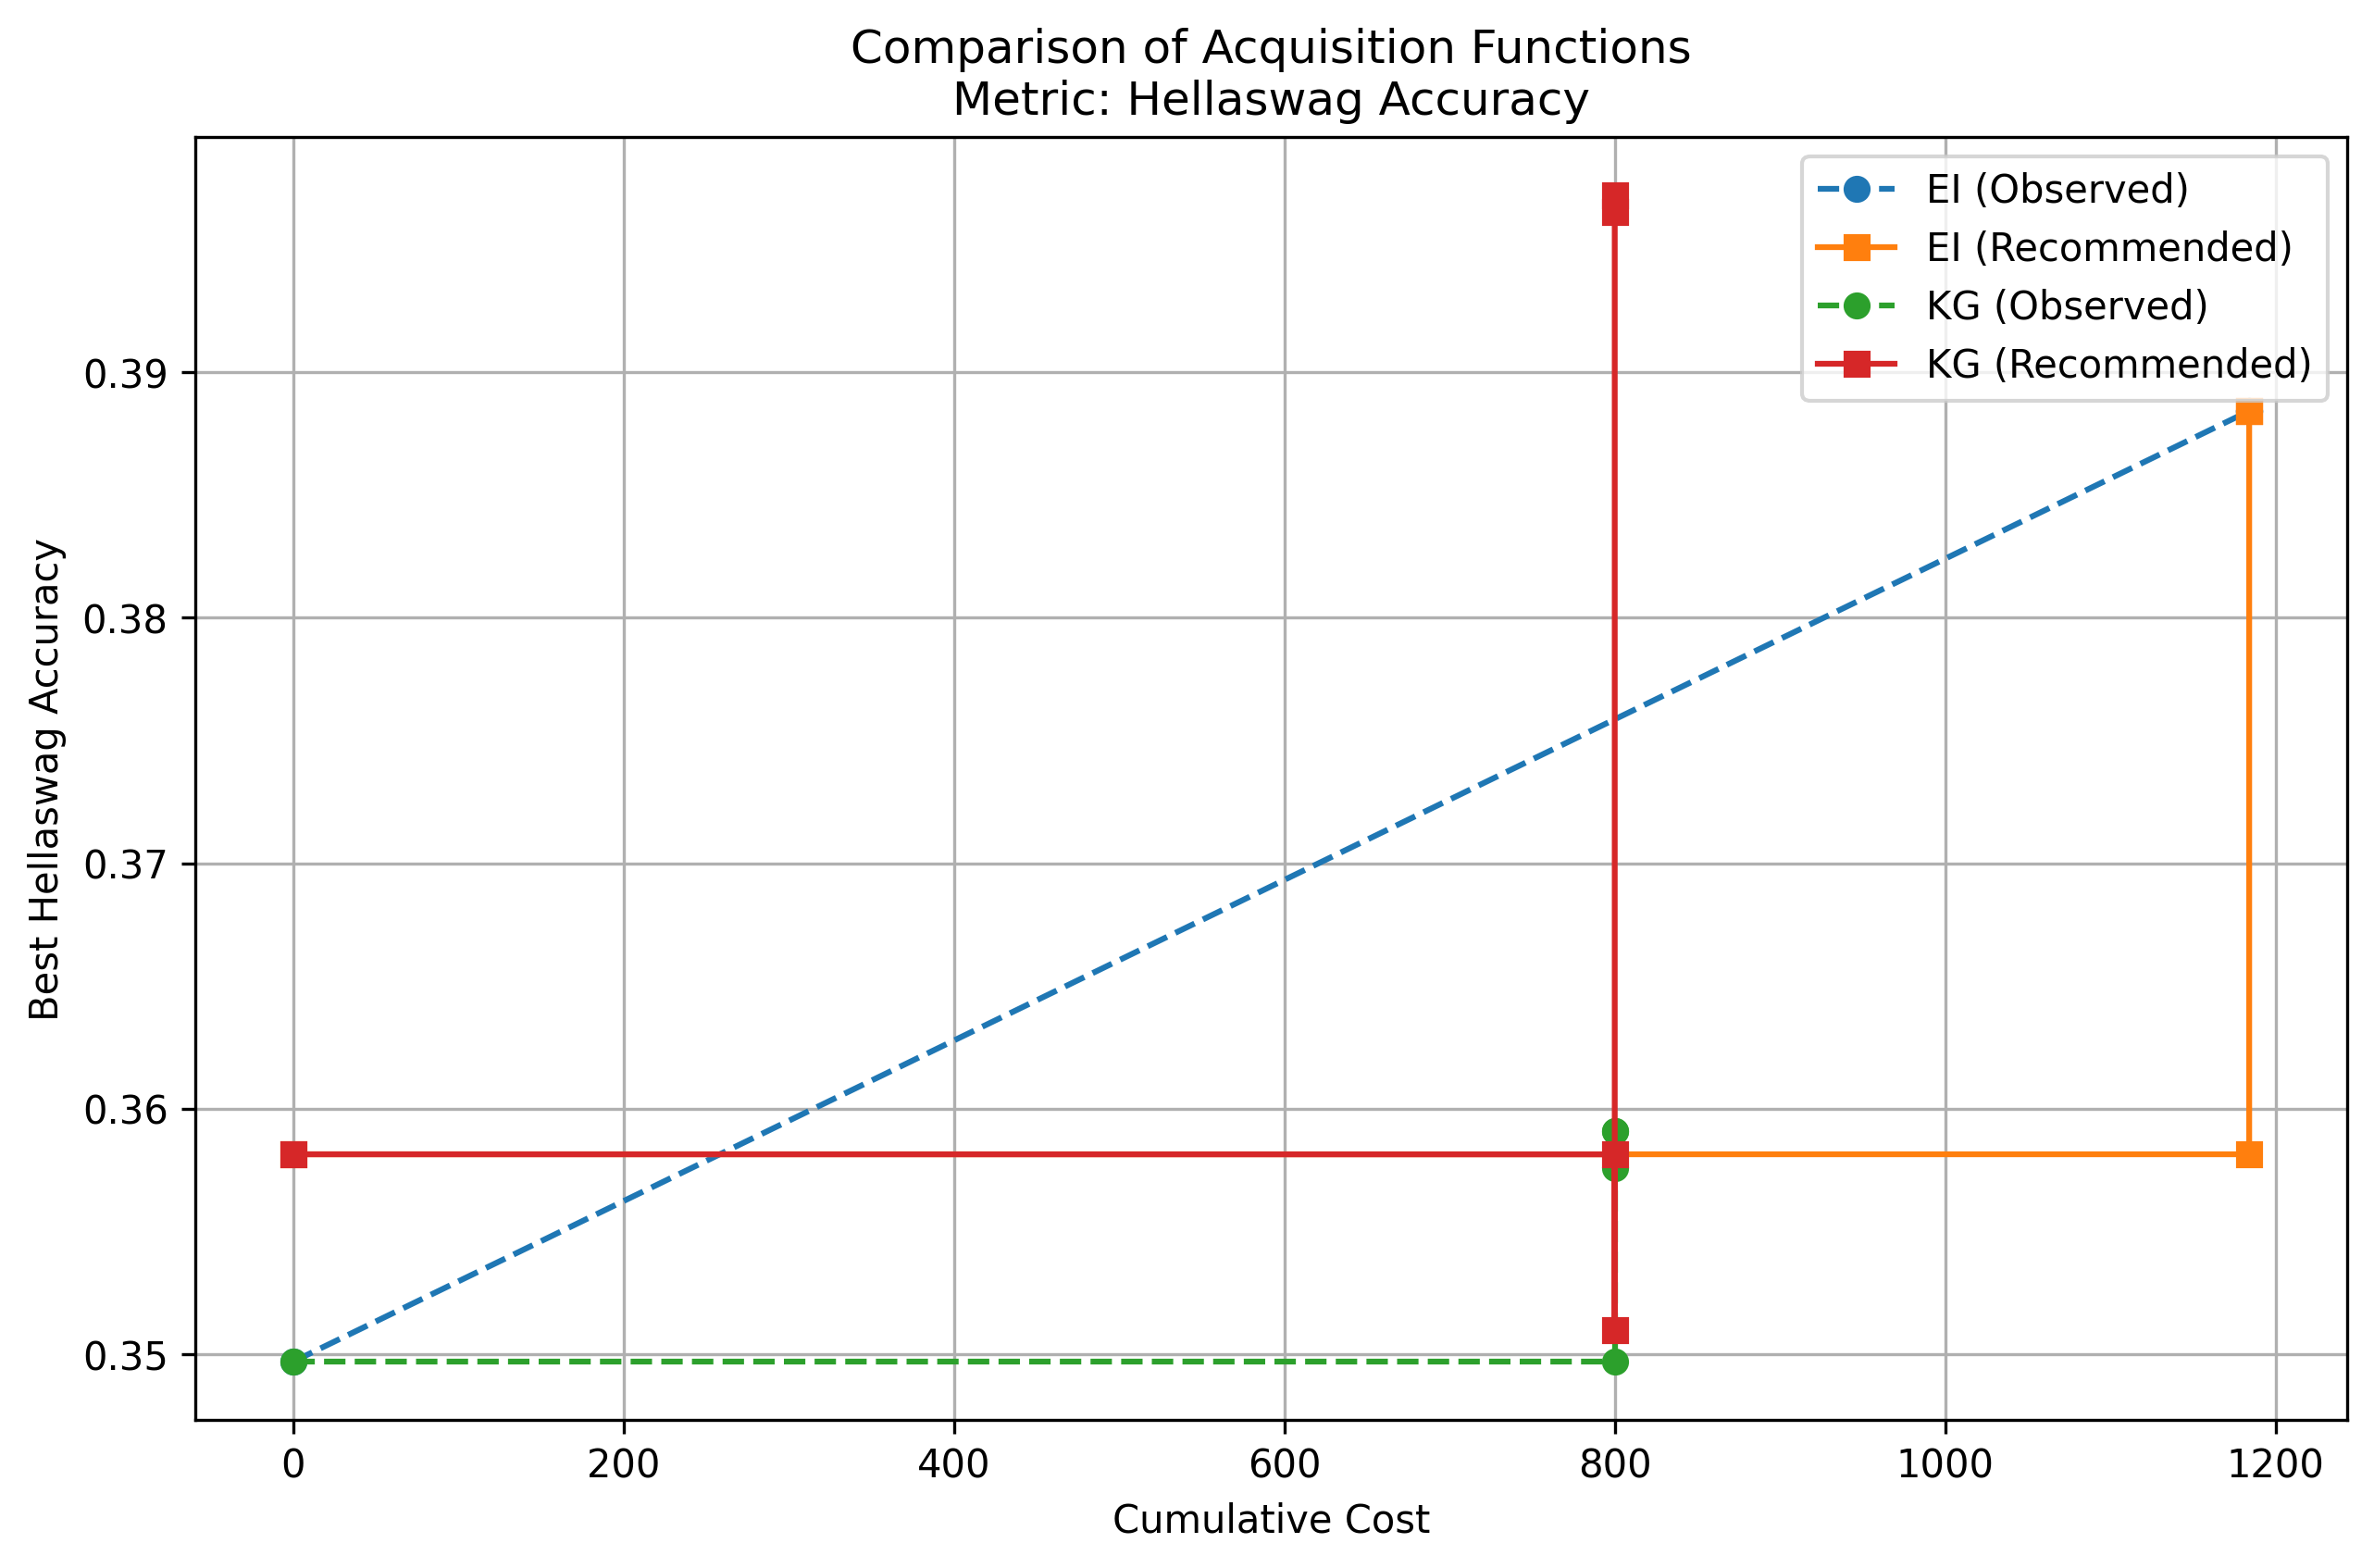 Comparison of Acquisition Functions
Metric: Hellaswag Accuracy
EI (Observed)
EI (Recommended)
KG (Observed)
KG (Recommended)
Best Hellaswag Accuracy
0.39
0.38
0.37
0.36
0.35
0
200
400
600
800
1000
1200
Cumulative Cost